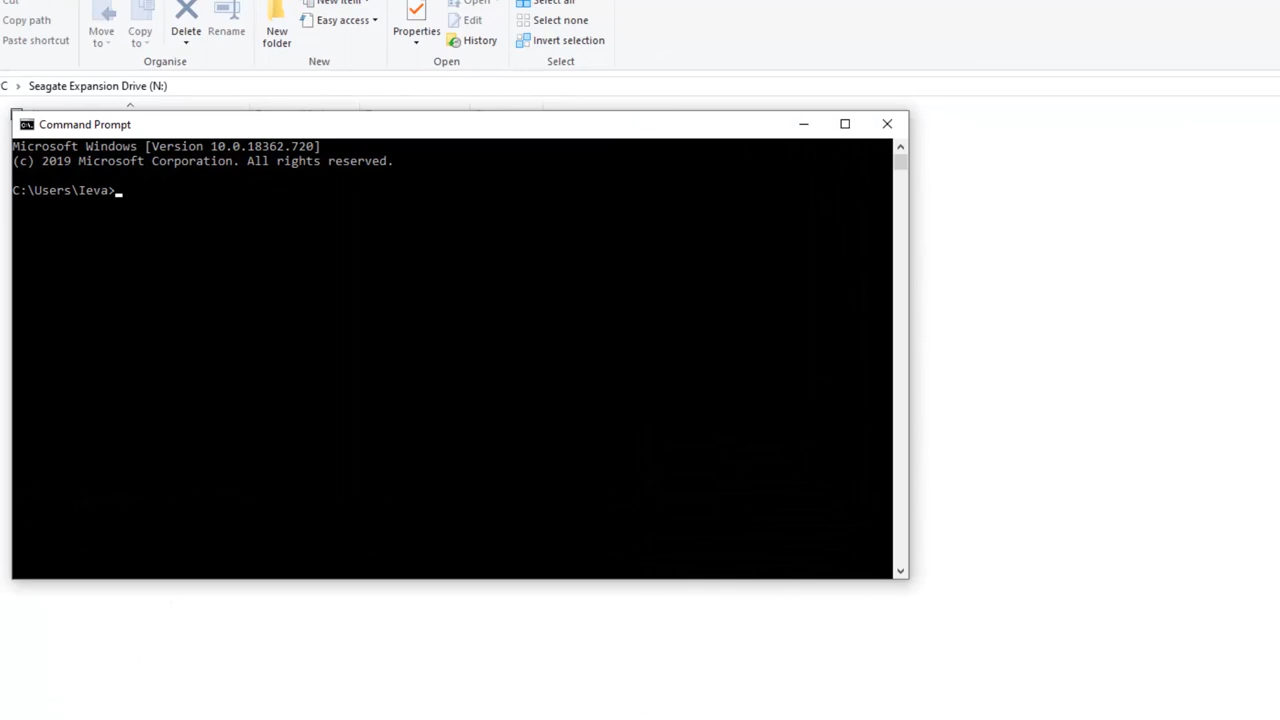 Cut
Copy path
Paste shortcut
Move to
Copy to
Delete
Rename
New folder
New item
Easy access
Properties
Open
Edit
History
Select all
Select none
Invert selection
Organise
New
Open
Select
C > Seagate Expansion Drive (N:)
Command Prompt
Microsoft Windows [Version 10.0.18362.720]
(c) 2019 Microsoft Corporation. All rights reserved.
C:\Users\Ieva>